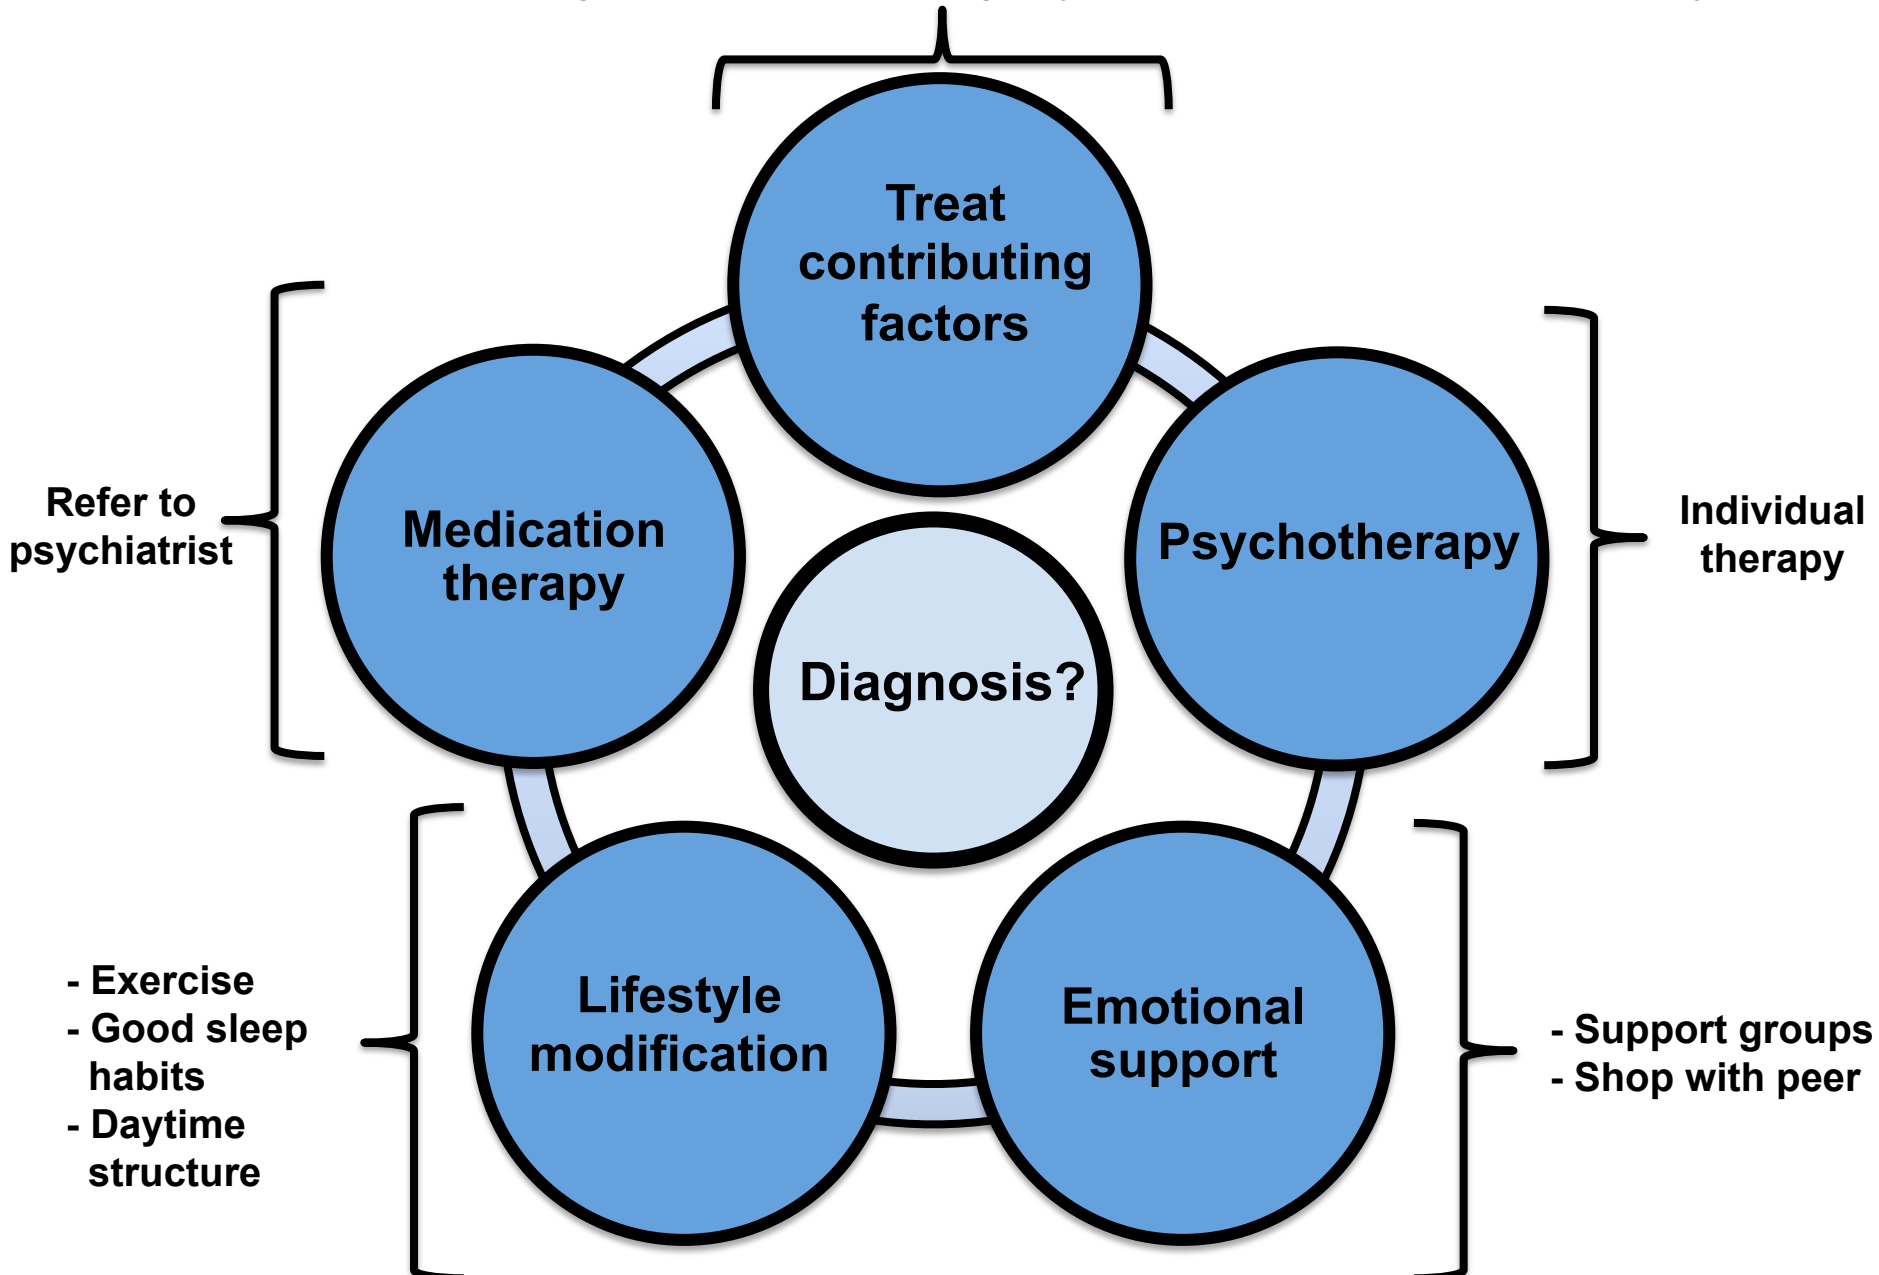 Treat
contributing
factors
Refer to
psychiatrist
Medication
therapy
Psychotherapy
Individual
therapy
Diagnosis?
- Exercise
- Good sleep
habits
- Daytime
structure
Lifestyle
modification
Emotional
support
- Support groups
- Shop with peer